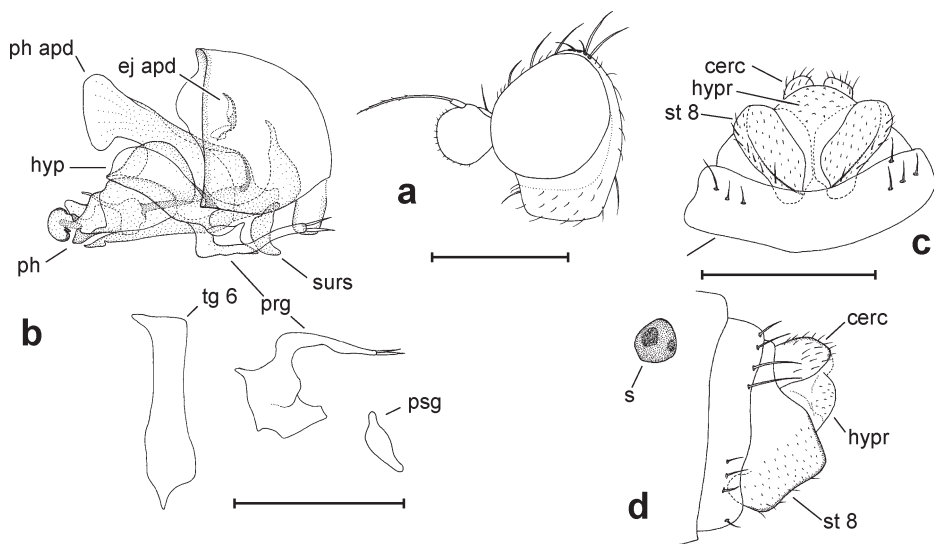 ph apd
ej apd
hyp
ph
surs
prg
tg 6
b
psg
a
cerc
hypr
st 8
c
s
cerc
hypr
st 8
d